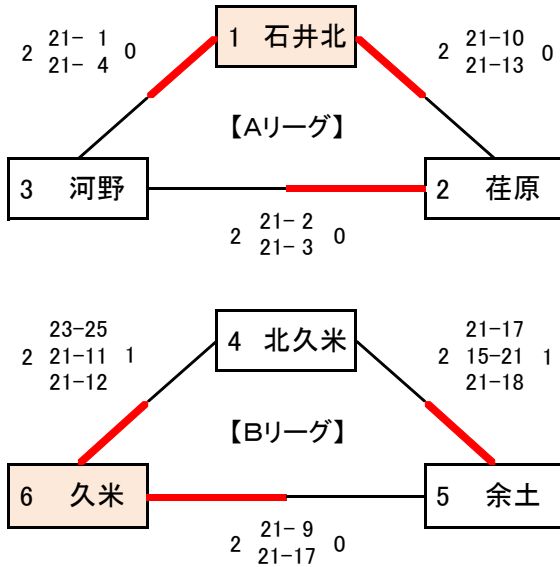 21- 1
2 21- 4 0
1 石井北
21-10
2 21-13 0
【Aリーグ】
3 河野
2 荏原
21- 2
2 21- 3 0
23-25
2 21-11 1
21-12
4 北久米
21-17
2 15-21 1
21-18
【Bリーグ】
6 久米
5 余土
21- 9
2 21-17 0